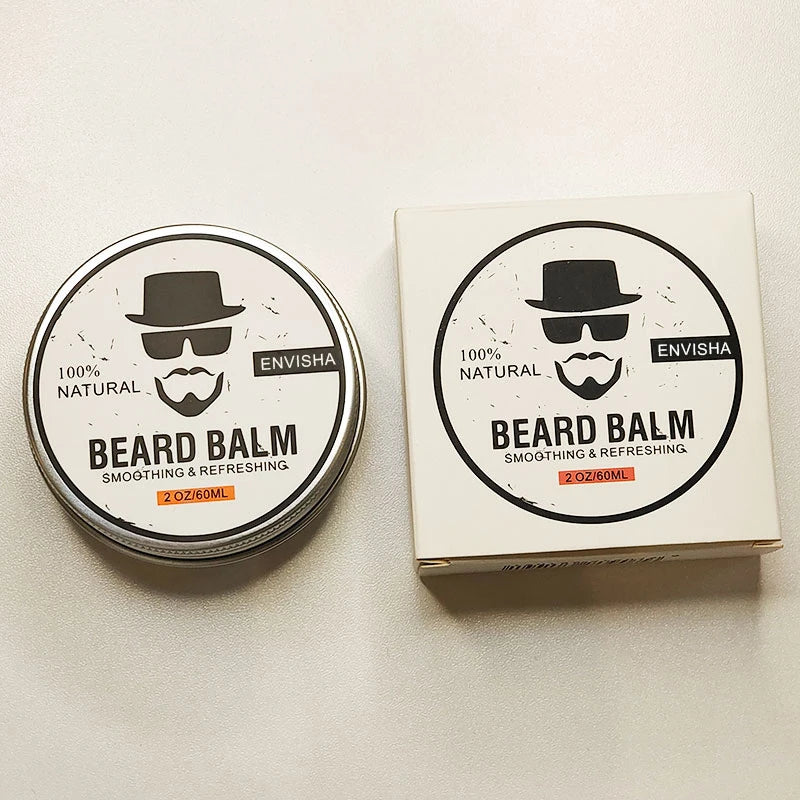 100%
NATURAL
ENVISHA
BEARD BALM
SMOOTHING & REFRESHING
2 OZ/60ML
100%
NATURAL
ENVISHA
BEARD BALM
SMOOTHING & REFRESHING
2 OZ/60ML